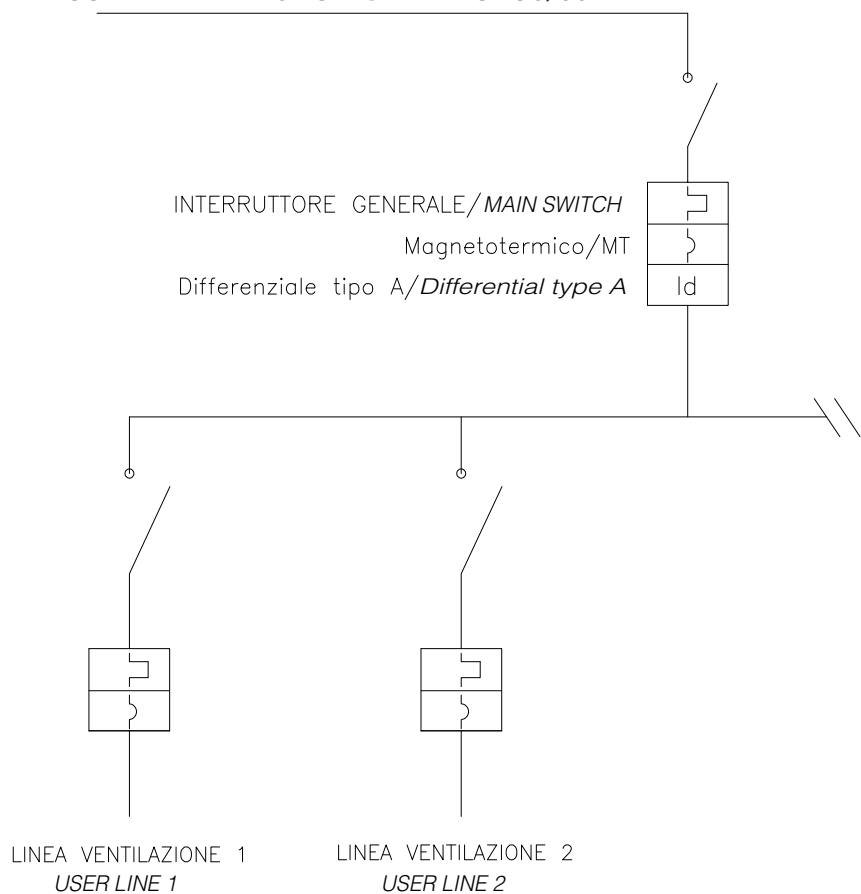 INTERRUTTORE GENERALE/MAIN SWITCH
Magnetotermico/MT
Differenziale tipo A/Differential type A
Id
LINEA VENTILAZIONE 1
USER LINE 1
LINEA VENTILAZIONE 2
USER LINE 2